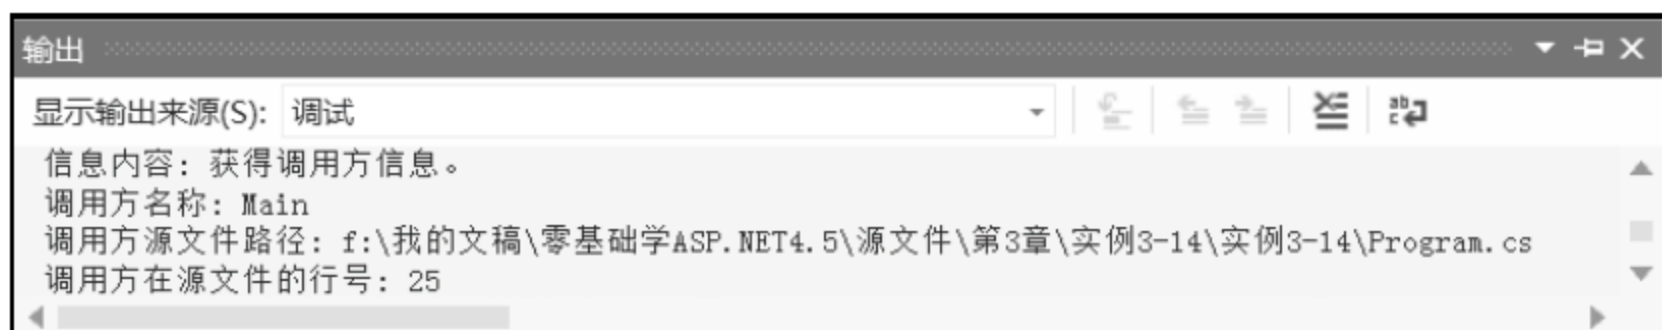 输出
显示输出来源(S): 调试
信息内容: 获得调用方信息。
调用方名称: Main
调用方源文件路径: f:\我的文稿\零基础学ASP.NET4.5\源文件\第3章\实例3-14\实例3-14\Program.cs
调用方在源文件的行号: 25